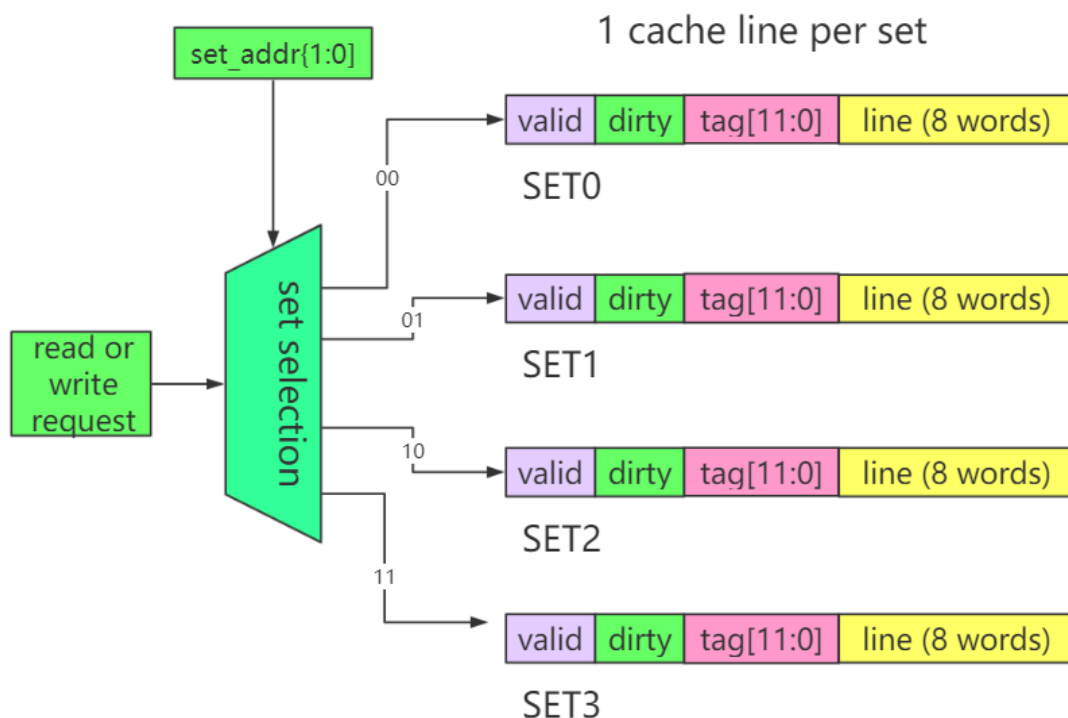 1 cache line per set
set_addr{1:0]
valid dirty tag[11:0] line (8 words)
00
SET0
set selection
valid dirty tag[11:0] line (8 words)
01
SET1
read or
write
request
valid dirty tag[11:0] line (8 words)
10
SET2
11
valid dirty tag[11:0] line (8 words)
SET3